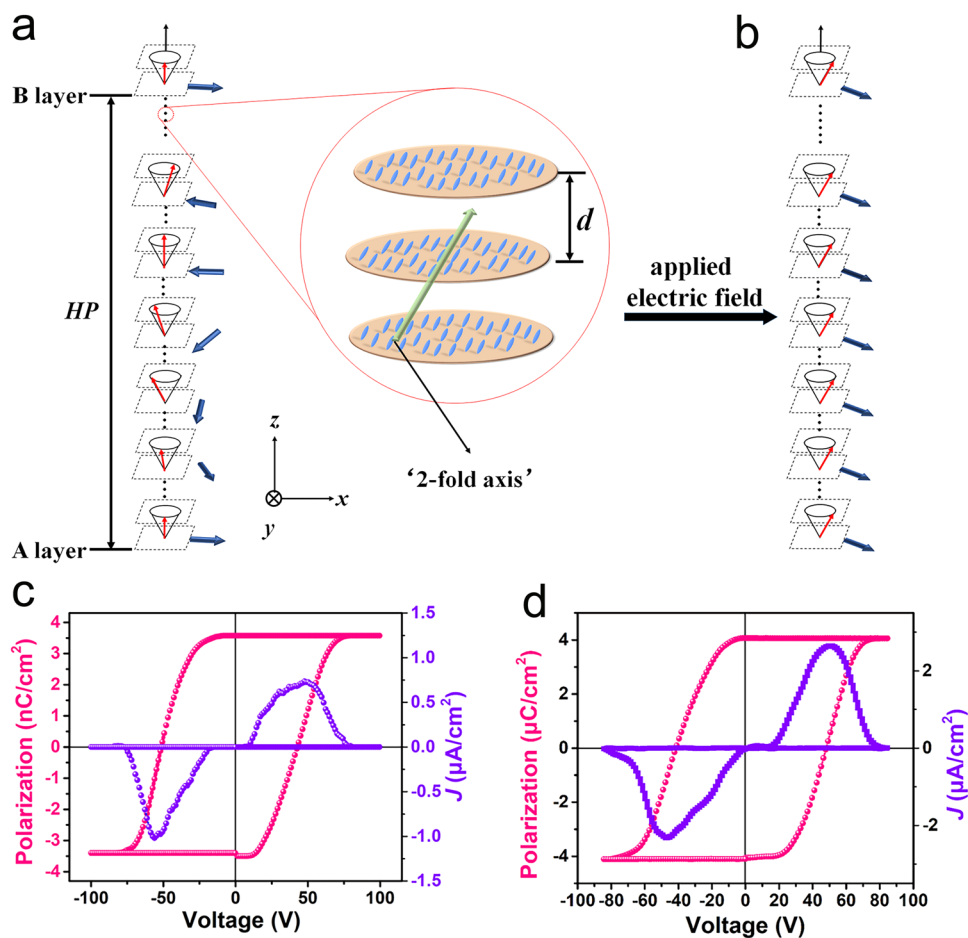 a
b
B layer
HP
d
applied
electric field
z
x
y
‘2-fold axis’
A layer
c
d
Polarization (nC/cm²)
4
3
2
1
0
-1
-2
-3
-4
-100 -50 0 50 100
Voltage (V)
1.5
1.0
0.5
0.0
-0.5
-1.0
-1.5
J (μA/cm²)
Polarization (μC/cm²)
4
2
0
-2
-4
-100 -80 -60 -40 -20 0 20 40 60 80 100
Voltage (V)
2
0
-2
J (μA/cm²)